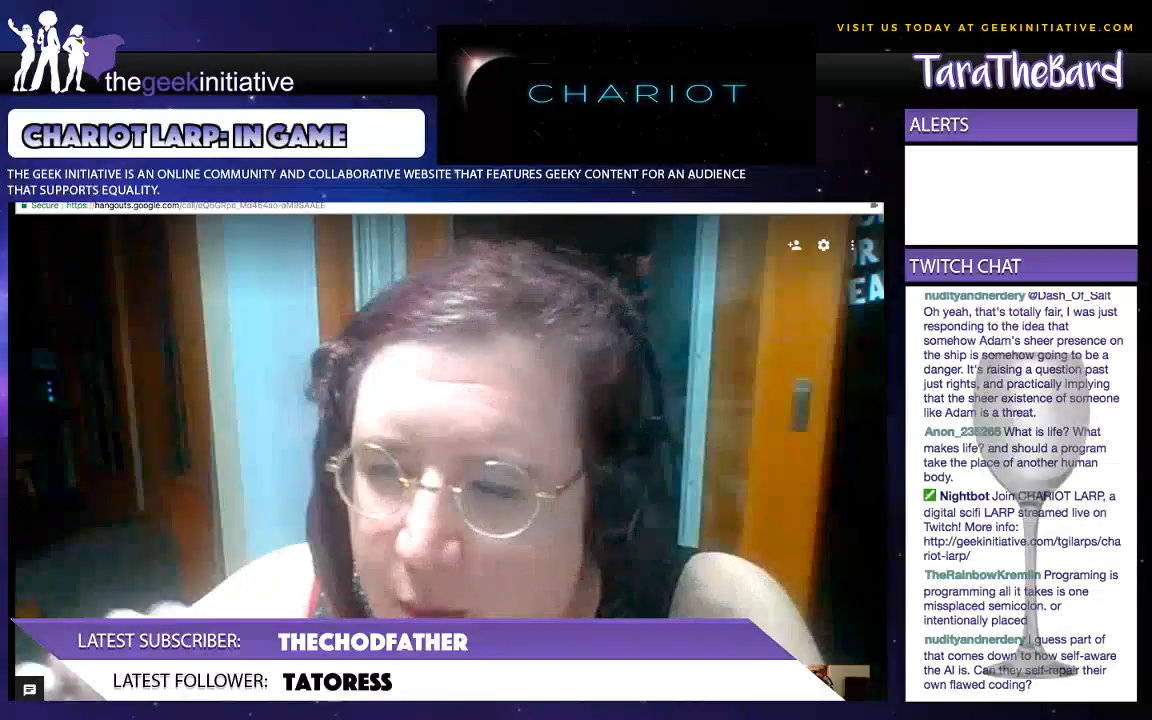 VISIT US TODAY AT GEEKINITIATIVE.COM
thegeekinitiative
CHARIOT
TaraTheBard
CHARIOT LARP: IN GAME
ALERTS
THE GEEK INITIATIVE IS AN ONLINE COMMUNITY AND COLLABORATIVE WEBSITE THAT FEATURES GEEKY CONTENT FOR AN AUDIENCE
THAT SUPPORTS EQUALITY.
Secure | https://hangouts.google.com/call/
TWITCH CHAT
nudityandnerdery @Dash_Of_Salt
Oh yeah, that's totally fair, I was just
responding to the idea that
somehow Adam's sheer presence on
the ship is somehow going to be a
danger. It's raising a question past
just rights, and practically implying
that the sheer existence of someone
like Adam is a threat.
Anon_235265 What is life? What
makes life? and should a program
take the place of another human
body.
Nightbot Join CHARIOT LARP, a
digital scifi LARP streamed live on
Twitch! More info:
http://geekinitiative.com/tgilarps/cha
riot-larp/
TheRainbowKremlin Programing is
programming all it takes is one
missplaced semicolon. or
intentionally placed
nudityandnerdery I guess part of
that comes down to how self-aware
the AI is. Can they self-repair their
own flawed coding?
LATEST SUBSCRIBER: THECHODFATHER
LATEST FOLLOWER: TATORESS